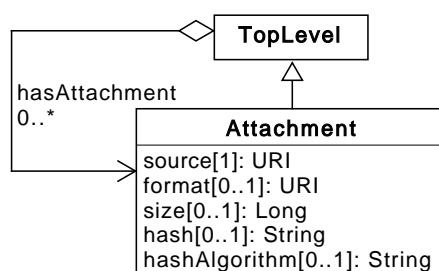 TopLevel
hasAttachment
0..*
Attachment
source[1]: URI
format[0..1]: URI
size[0..1]: Long
hash[0..1]: String
hashAlgorithm[0..1]: String